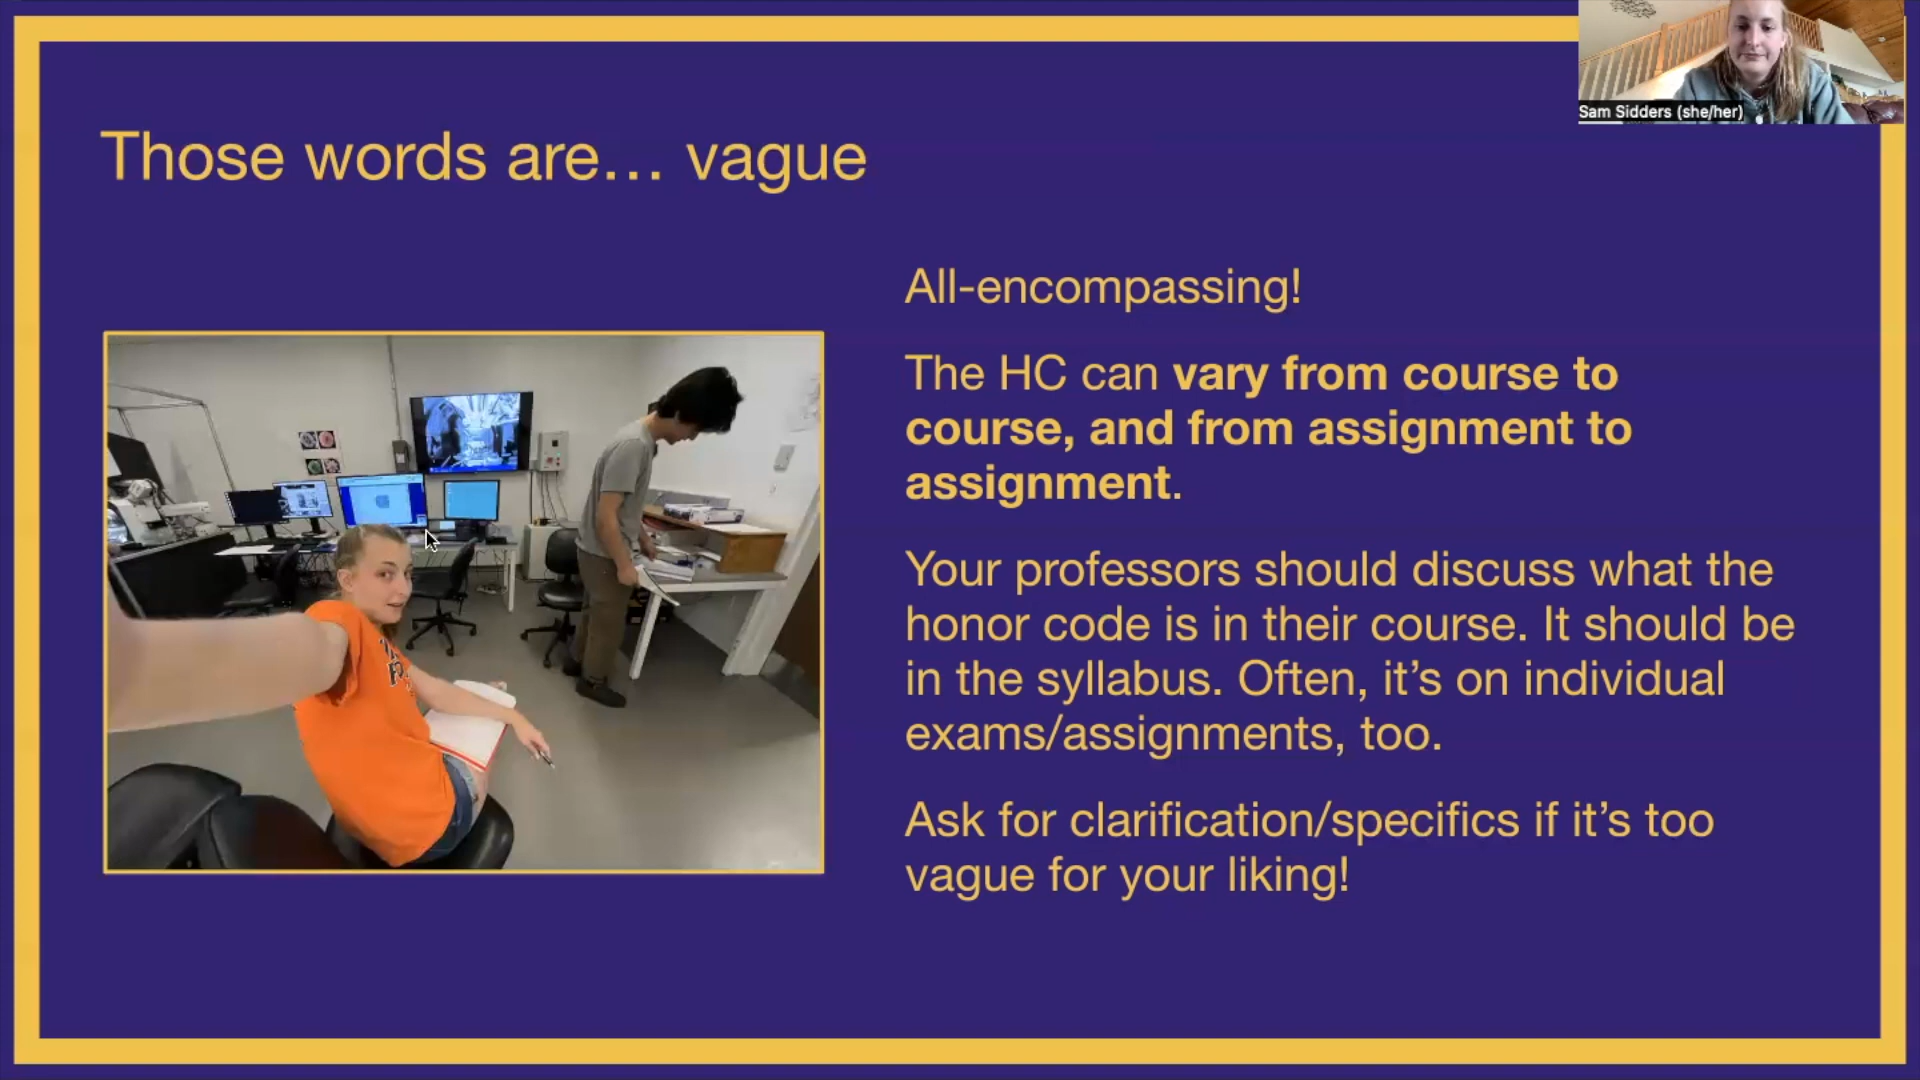 Sam Sidders (she/her)
Those words are... vague
All-encompassing!
The HC can vary from course to
course, and from assignment to
assignment.
Your professors should discuss what the
honor code is in their course. It should be
in the syllabus. Often, it’s on individual
exams/assignments, too.
Ask for clarification/specifics if it’s too
vague for your liking!